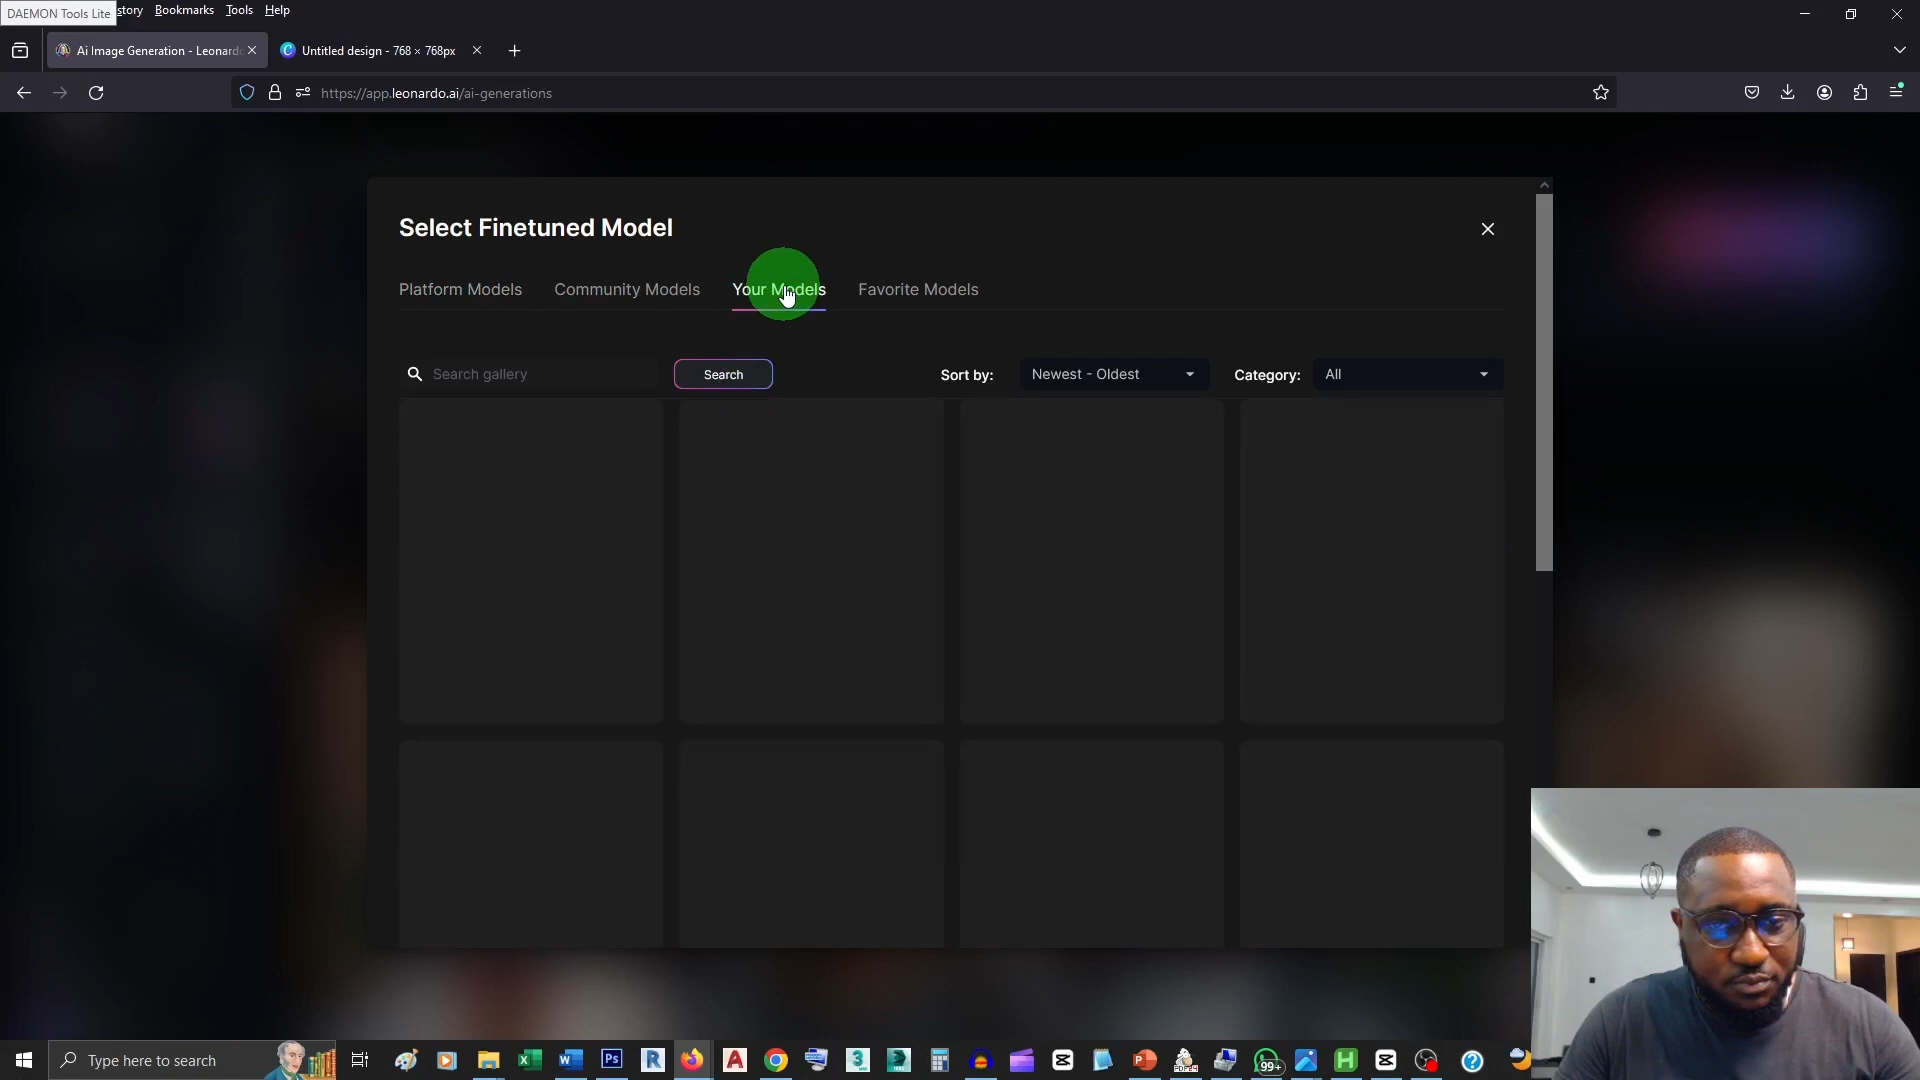 DAEMON Tools Lite
story Bookmarks Tools Help
Ai Image Generation - Leonardo
Untitled design - 768 × 768px
https://app.leonardo.ai/ai-generations
Select Finetuned Model
Platform Models Community Models Your Models Favorite Models
Search gallery Search Sort by: Newest - Oldest Category: All
Type here to search
99+